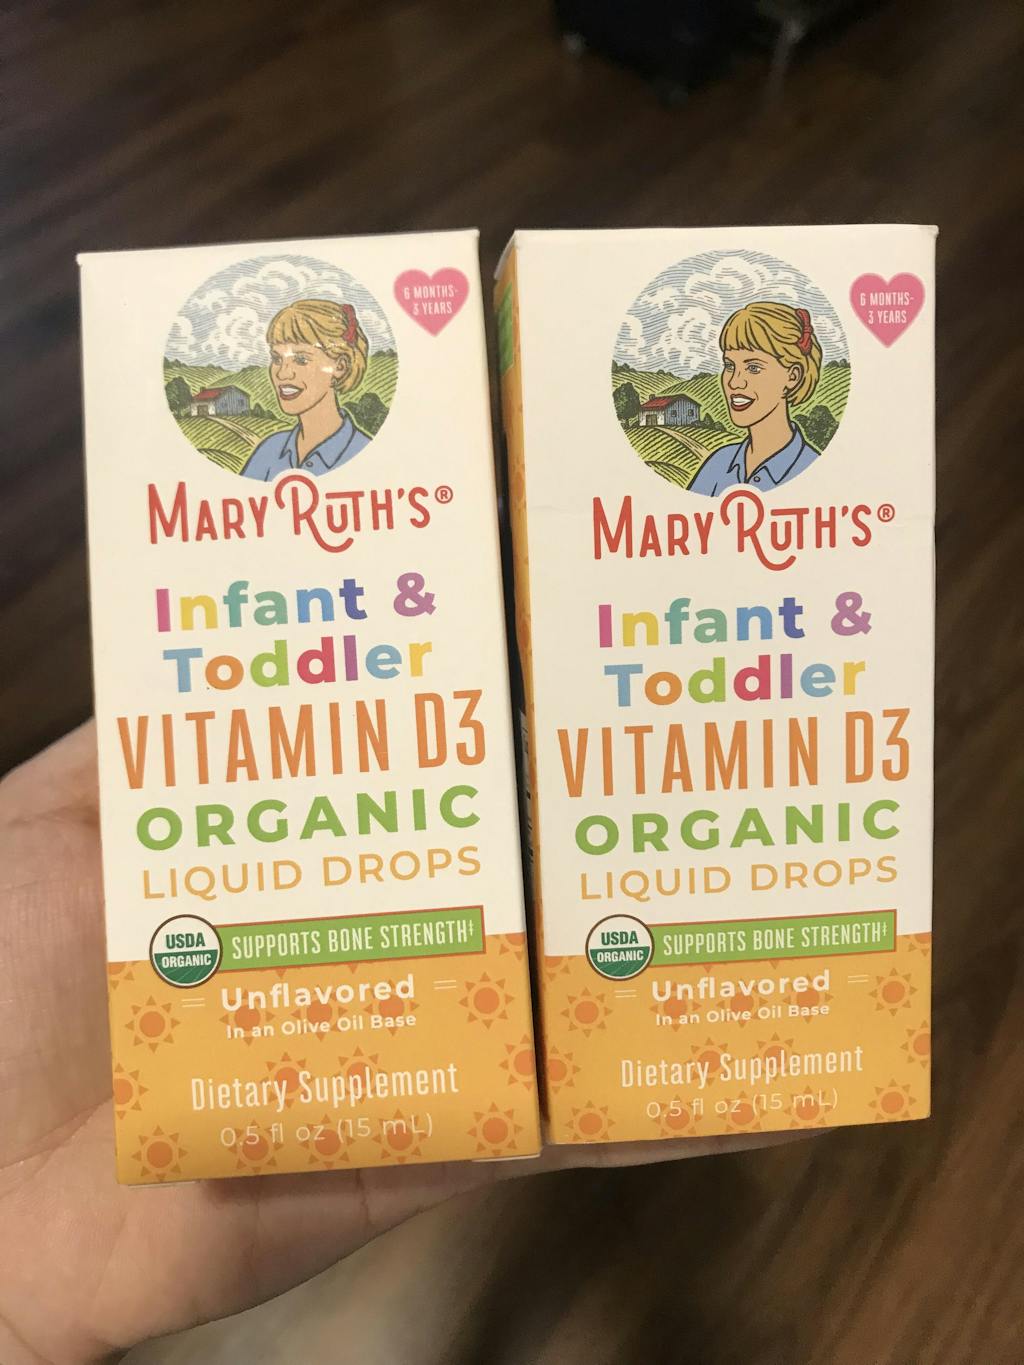 6 MONTHS-
3 YEARS
MARY RUTH'S®
Infant &
Toddler
VITAMIN D3
ORGANIC
LIQUID DROPS
USDA
ORGANIC
SUPPORTS BONE STRENGTH‡
Unflavored
In an Olive Oil Base
Dietary Supplement
0.5 fl oz (15 mL)
6 MONTHS-
3 YEARS
MARY RUTH'S®
Infant &
Toddler
VITAMIN D3
ORGANIC
LIQUID DROPS
USDA
ORGANIC
SUPPORTS BONE STRENGTH‡
Unflavored
In an Olive Oil Base
Dietary Supplement
0.5 fl oz (15 mL)